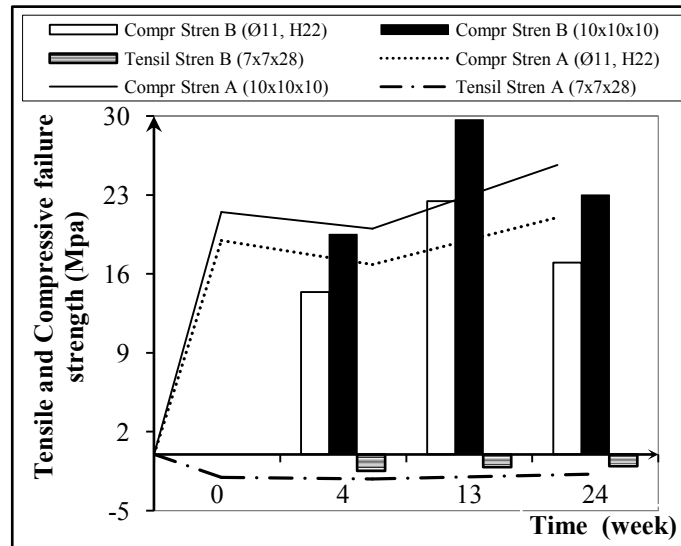 Compr Stren B (Ø11, H22) Compr Stren B (10x10x10)
Tensil Stren B (7x7x28) Compr Stren A (Ø11, H22)
Compr Stren A (10x10x10) Tensil Stren A (7x7x28)
Tensile and Compressive failure
strength (Mpa)
30
23
16
9
2
-5
0 4 13 24
Time (week)